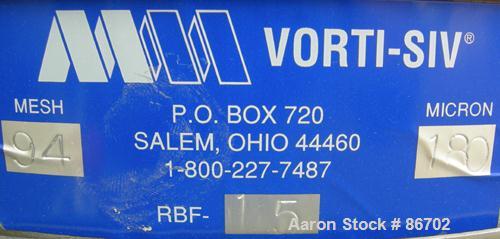 VORTI-SIV®
MESH
94
P.O. BOX 720
SALEM, OHIO 44460
1-800-227-7487
MICRON
180
RBF- 15
Aaron Stock # 86702